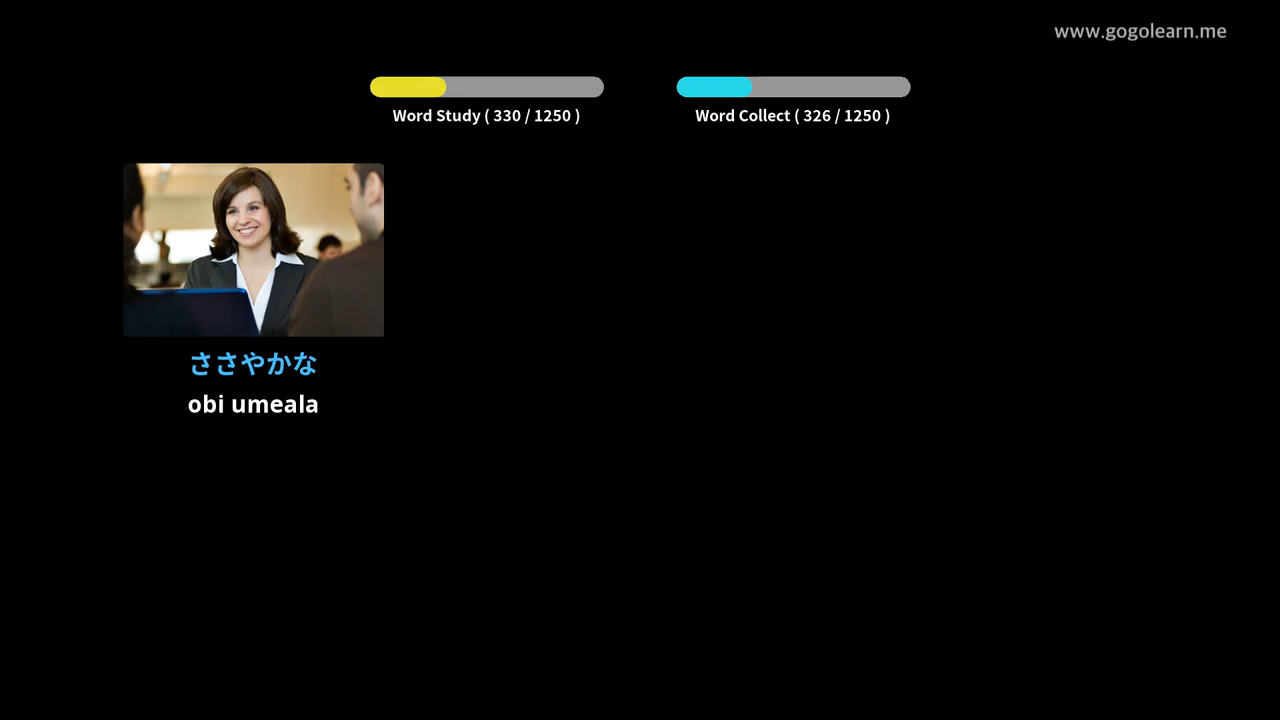 www.gogolearn.me
Word Study ( 330 / 1250 )
Word Collect ( 326 / 1250 )
ささやかな
obi umeala